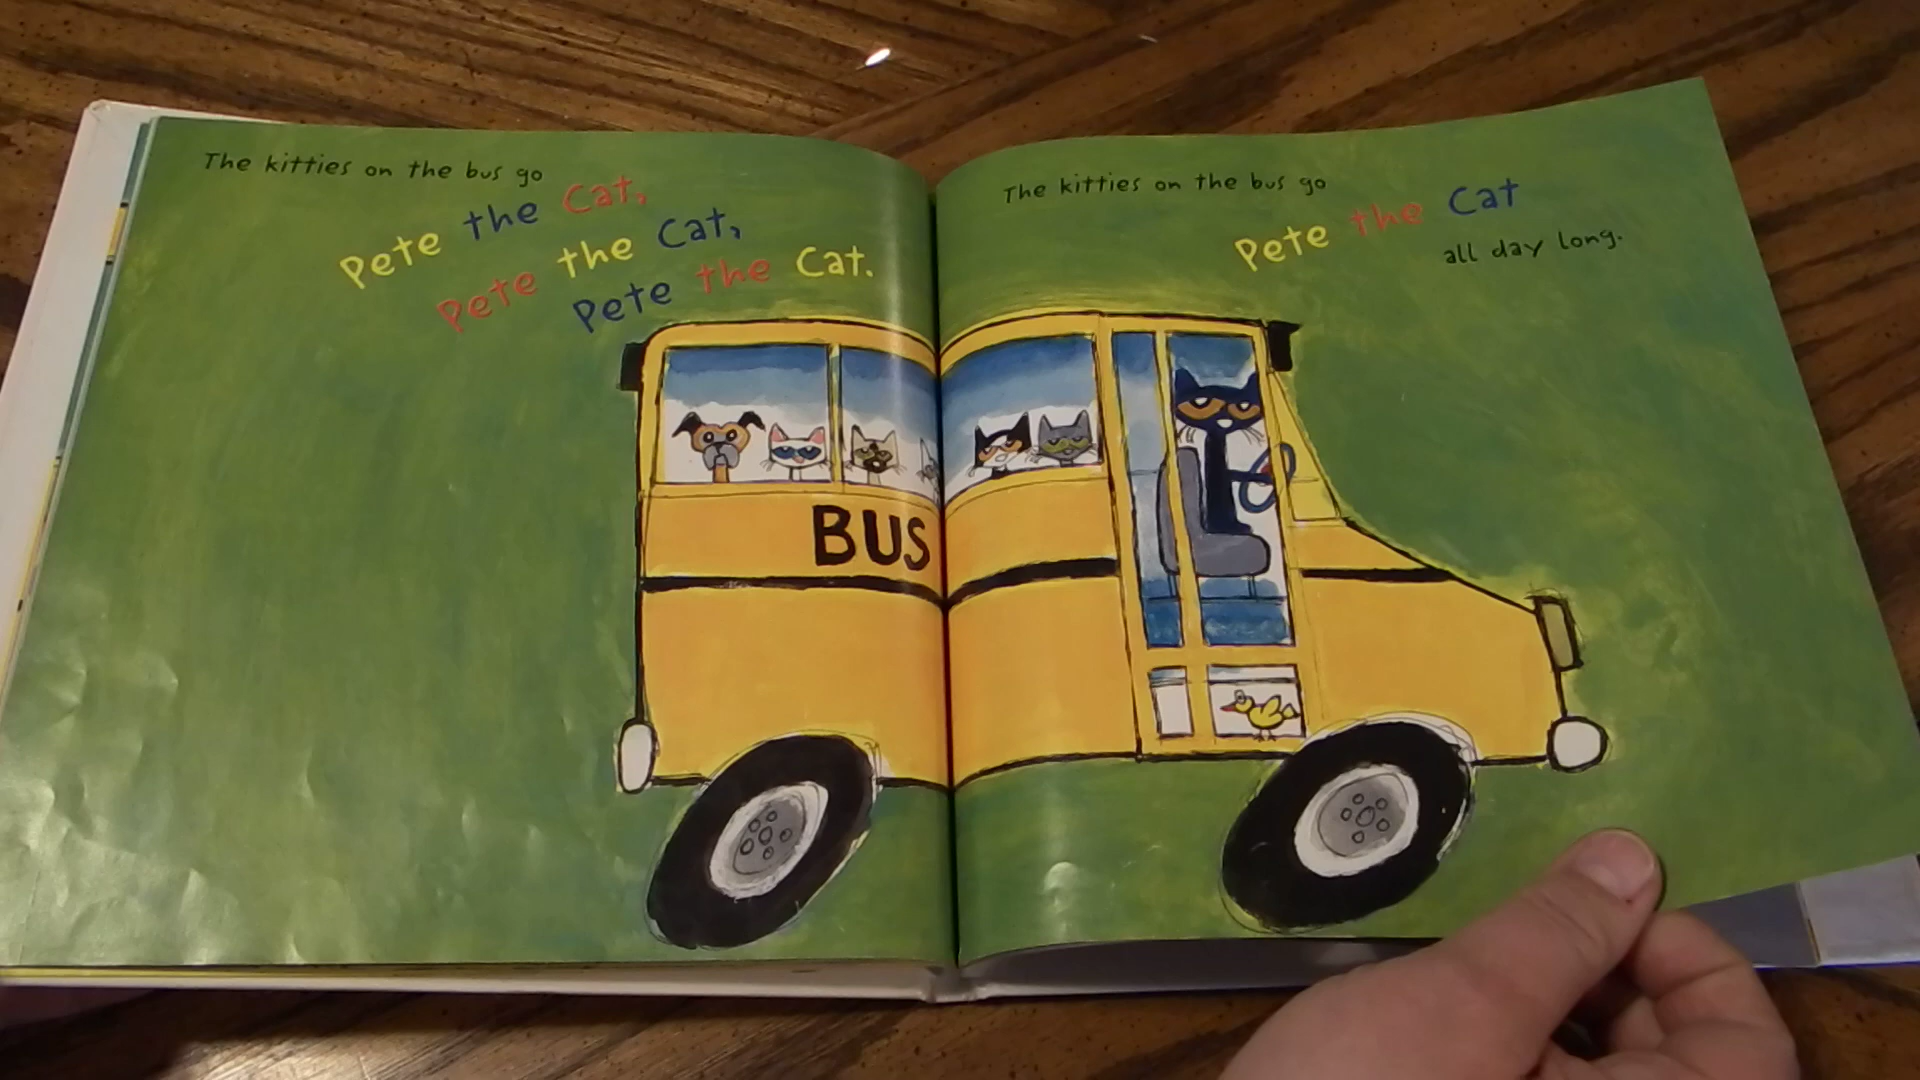 The kitties on the bus go
Pete the Cat,
Pete the Cat,
Pete the Cat.
BUS
The kitties on the bus go
Pete the Cat
all day long.